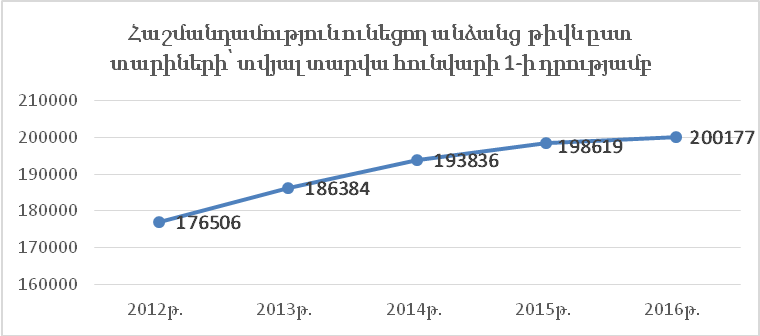 Հաշմանդամություն ունեցող անձանց թիվն ըստ
տարիների՝ տվյալ տարվա հունվարի 1-ի դրությամբ
210000
200000
190000
180000
170000
160000
176506
186384
193836
198619
200177
2012թ.
2013թ.
2014թ.
2015թ.
2016թ.